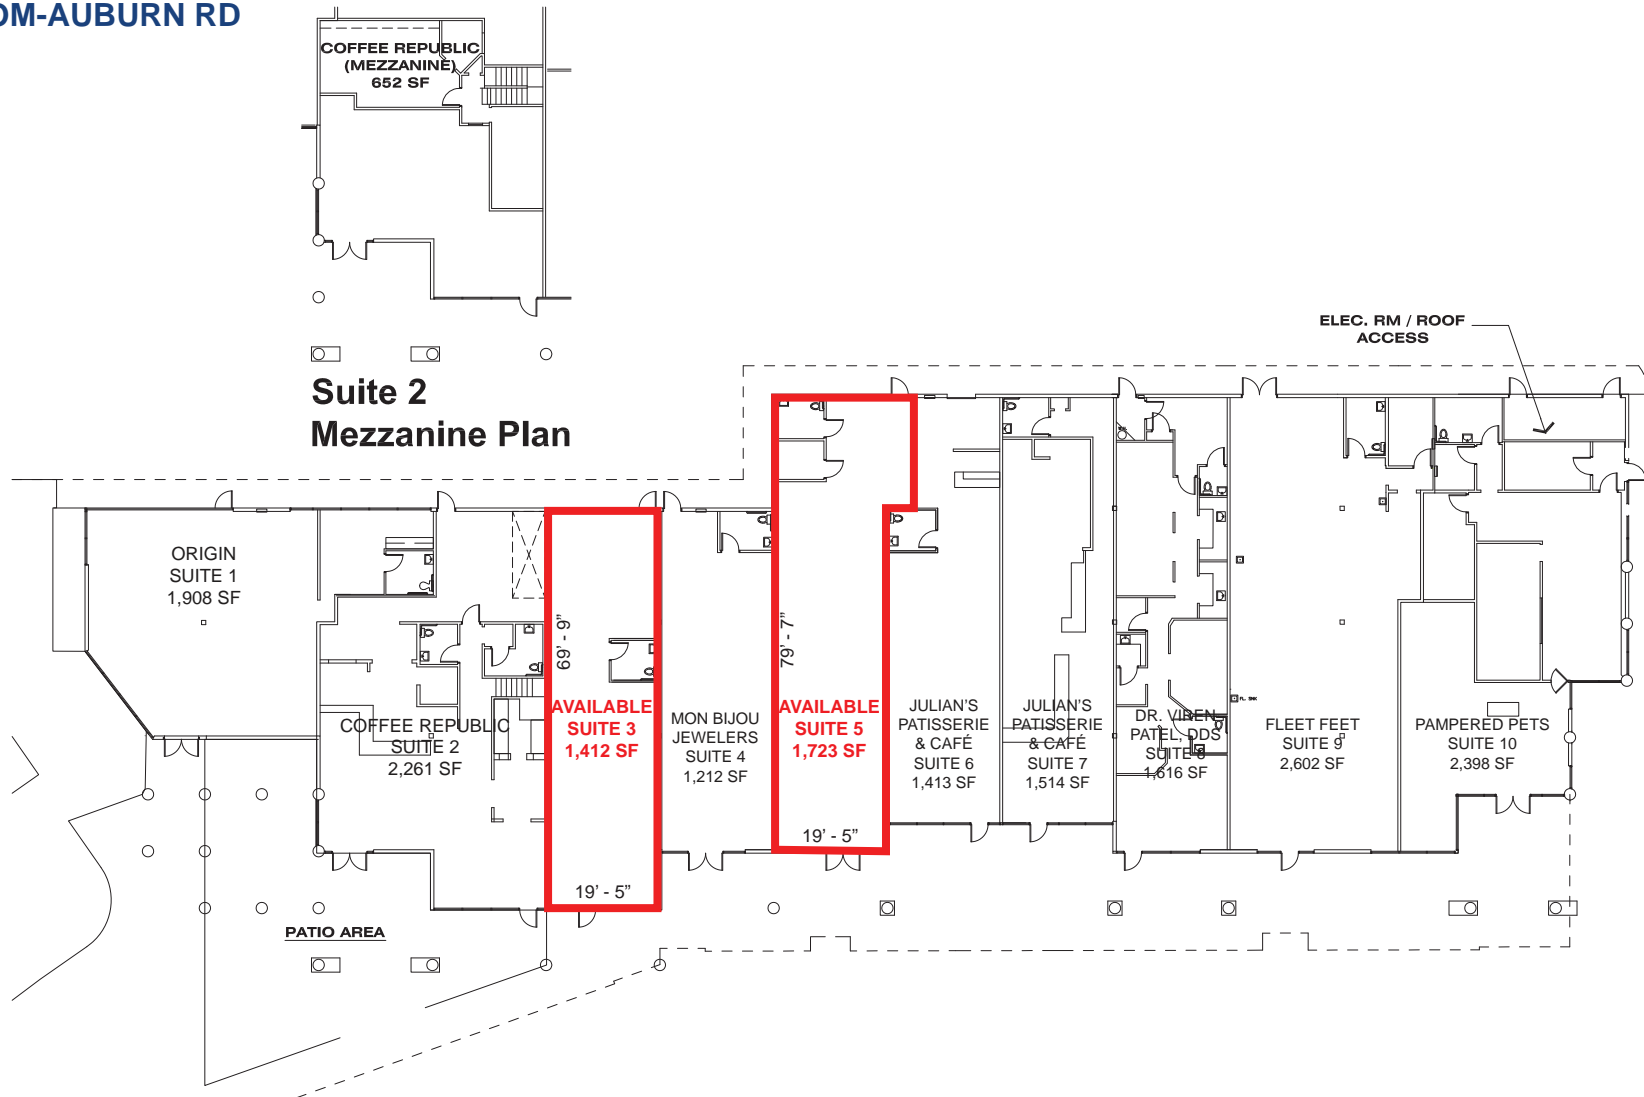 OM-AUBURN RD
COFFEE REPUBLIC
(MEZZANINE)
652 SF
Suite 2
Mezzanine Plan
ELEC. RM / ROOF
ACCESS
ORIGIN
SUITE 1
1,908 SF
COFFEE REPUBLIC
SUITE 2
2,261 SF
69' - 9”
AVAILABLE
SUITE 3
1,412 SF
19' - 5”
MON BIJOU
JEWELERS
SUITE 4
1,212 SF
79' - 7”
AVAILABLE
SUITE 5
1,723 SF
19' - 5”
JULIAN'S
PATISSERIE
& CAFÉ
SUITE 6
1,413 SF
JULIAN'S
PATISSERIE
& CAFÉ
SUITE 7
1,514 SF
DR. VIREN
PATEL, DDS
SUITE 8
1,616 SF
FL. SNK
FLEET FEET
SUITE 9
2,602 SF
PAMPERED PETS
SUITE 10
2,398 SF
PATIO AREA